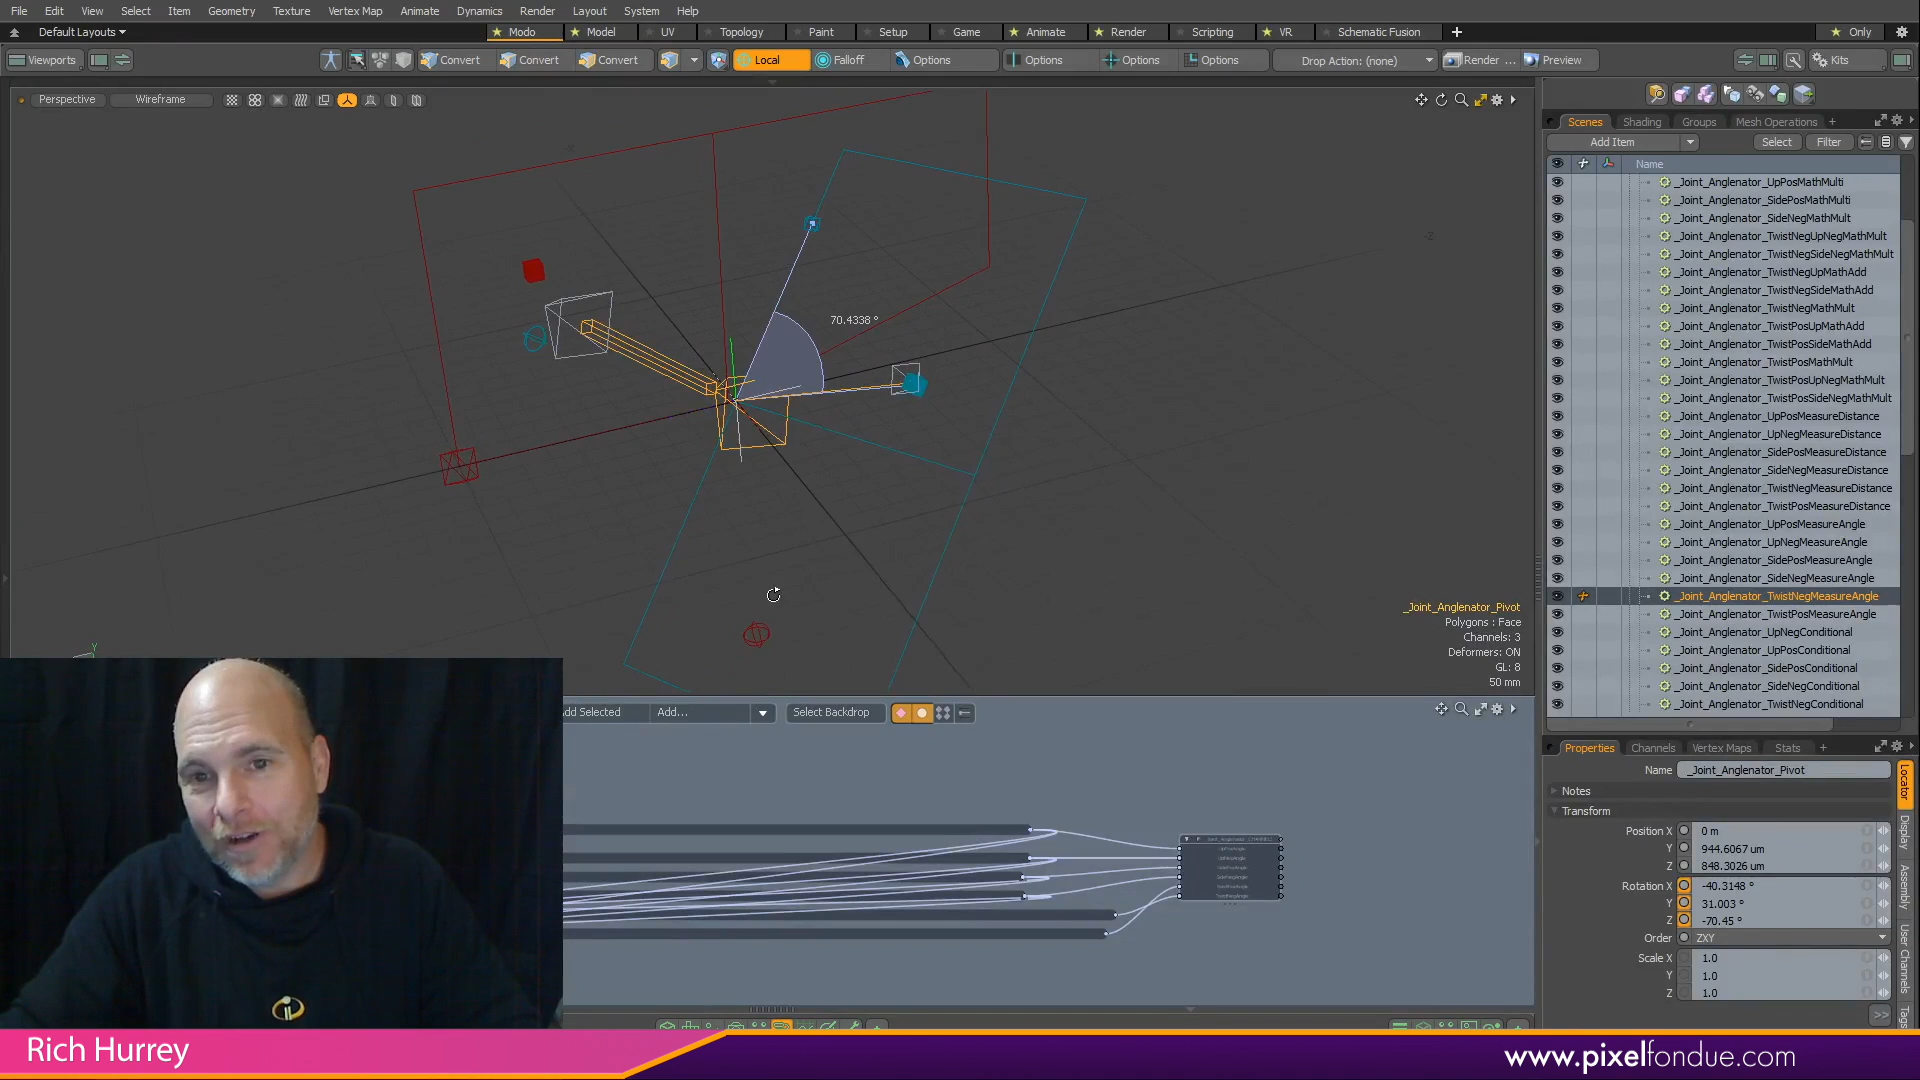 File Edit View Select Item Geometry Texture Vertex Map Animate Dynamics Render Layout System Help
Default Layouts Modo Model UV Topology Paint Setup Game Animate Render Scripting VR Schematic Fusion Only
Viewports Convert Convert Convert Local Falloff Options Options Options Options Drop Action: (none) Render ... Preview Kits
Perspective Wireframe
Scenes Shading Groups Mesh Operations
Add Item Select Filter
Name
_Joint_Anglenator_UpPosMathMulti
_Joint_Anglenator_SidePosMathMulti
_Joint_Anglenator_SideNegMathMult
_Joint_Anglenator_TwistNegUpNegMathMult
_Joint_Anglenator_TwistNegSideNegMathMult
_Joint_Anglenator_TwistNegUpMathAdd
_Joint_Anglenator_TwistNegSideMathAdd
_Joint_Anglenator_TwistNegMathMult
_Joint_Anglenator_TwistPosUpMathAdd
_Joint_Anglenator_TwistPosSideMathAdd
_Joint_Anglenator_TwistPosMathMult
_Joint_Anglenator_TwistPosUpNegMathMult
_Joint_Anglenator_TwistPosSideNegMathMult
_Joint_Anglenator_UpPosMeasureDistance
_Joint_Anglenator_UpNegMeasureDistance
_Joint_Anglenator_SidePosMeasureDistance
_Joint_Anglenator_SideNegMeasureDistance
_Joint_Anglenator_TwistNegMeasureDistance
_Joint_Anglenator_TwistPosMeasureDistance
_Joint_Anglenator_UpPosMeasureAngle
_Joint_Anglenator_UpNegMeasureAngle
_Joint_Anglenator_SidePosMeasureAngle
_Joint_Anglenator_SideNegMeasureAngle
_Joint_Anglenator_TwistNegMeasureAngle
_Joint_Anglenator_TwistPosMeasureAngle
_Joint_Anglenator_UpNegConditional
_Joint_Anglenator_UpPosConditional
_Joint_Anglenator_SidePosConditional
_Joint_Anglenator_SideNegConditional
_Joint_Anglenator_TwistNegConditional
70.4338 °
_Joint_Anglenator_Pivot
Polygons : Face
Channels: 3
Deformers: ON
GL: 8
50 mm
Y
Add Selected Add... Select Backdrop
Properties Channels Vertex Maps Stats
Name _Joint_Anglenator_Pivot
Notes
Transform
Position X 0 m
Y 944.6067 um
Z 848.3026 um
Rotation X -40.3148 °
Y 31.003 °
Z -70.45 °
Order ZXY
Scale X 1.0
Y 1.0
Z 1.0
Locator
Display
Assembly
User Channels
Tags
Rich Hurrey
www.pixelfondue.com